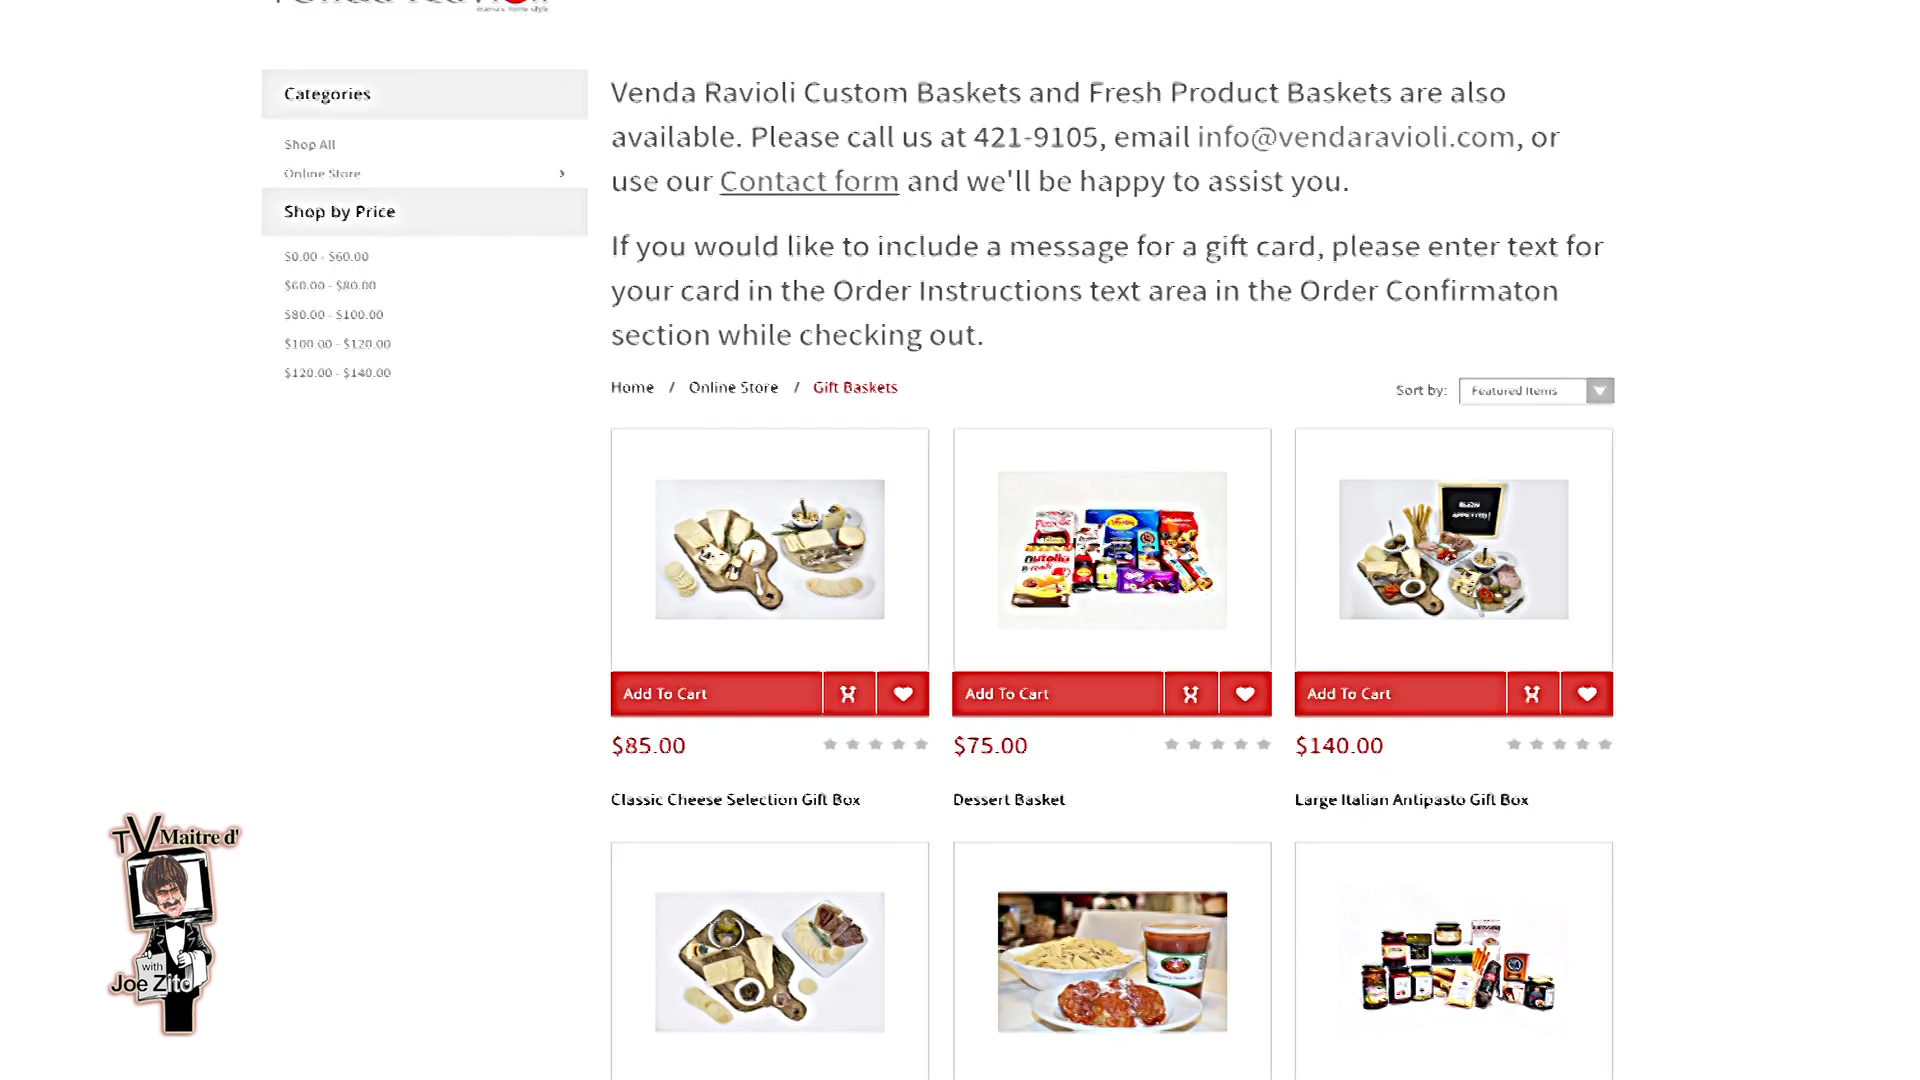 Categories
Shop All
Online Store
Shop by Price
$0.00 - $60.00
$60.00 - $80.00
$80.00 - $100.00
$100.00 - $120.00
$120.00 - $140.00
Venda Ravioli Custom Baskets and Fresh Product Baskets are also
available. Please call us at 421-9105, email info@vendaravioli.com, or
use our Contact form and we'll be happy to assist you.
If you would like to include a message for a gift card, please enter text for
your card in the Order Instructions text area in the Order Confirmaton
section while checking out.
Home / Online Store / Gift Baskets
Sort by: Featured Items
nutella
APPETITO!
Add To Cart
Add To Cart
Add To Cart
$85.00
$75.00
$140.00
Classic Cheese Selection Gift Box
Dessert Basket
Large Italian Antipasto Gift Box
TV Maitre d'
with
Joe Zito